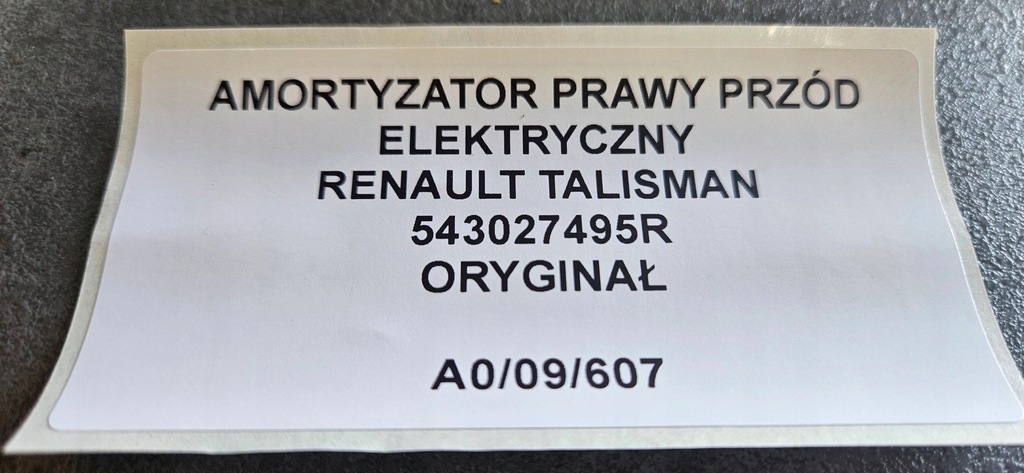 AMORTYZATOR PRAWY PRZÓD
ELEKTRYCZNY
RENAULT TALISMAN
543027495R
ORYGINAŁ
A0/09/607